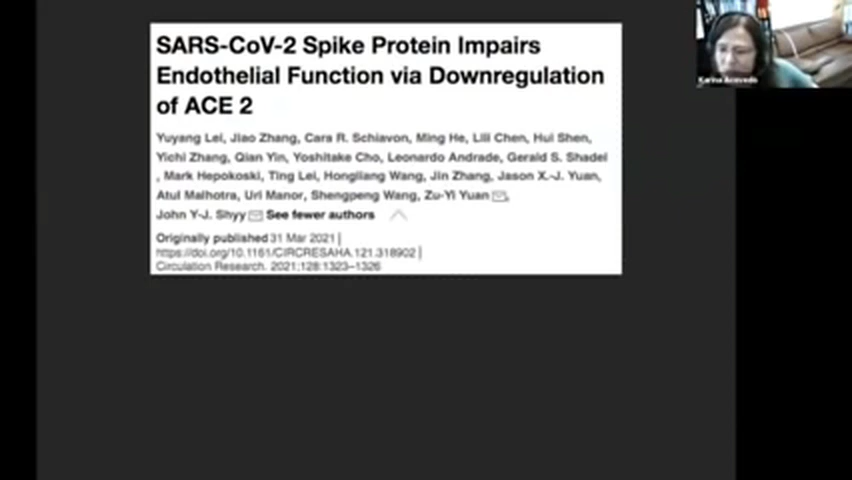 SARS-CoV-2 Spike Protein Impairs
Endothelial Function via Downregulation
of ACE 2
Yuyang Lei, Jiao Zhang, Cara R. Schiavon, Ming He, Lili Chen, Hui Shen,
Yichi Zhang, Qian Yin, Yoshitake Cho, Leonardo Andrade, Gerald S. Shadel
, Mark Hepokoski, Ting Lei, Hongliang Wang, Jin Zhang, Jason X.-J. Yuan,
Atul Malhotra, Uri Manor, Shengpeng Wang, Zu-Yi Yuan,
John Y-J. Shyy See fewer authors
Originally published 31 Mar 2021 |
https://doi.org/10.1161/CIRCRESAHA.121.318902 |
Circulation Research. 2021;128:1323–1326
Karina Acevedo